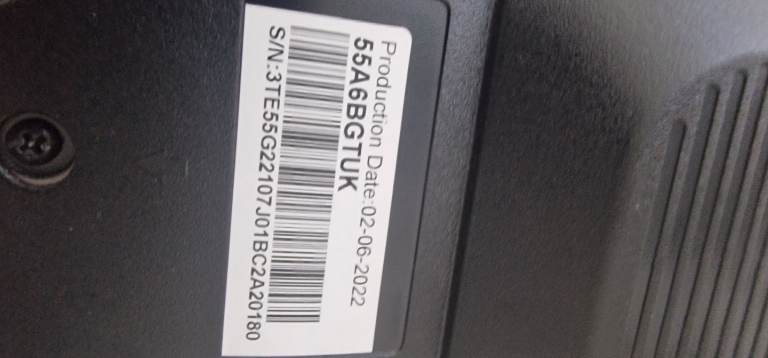 Production Date:02-06-2022
55A6BGTUK
S/N:3TE55G22107J01BC2A20180